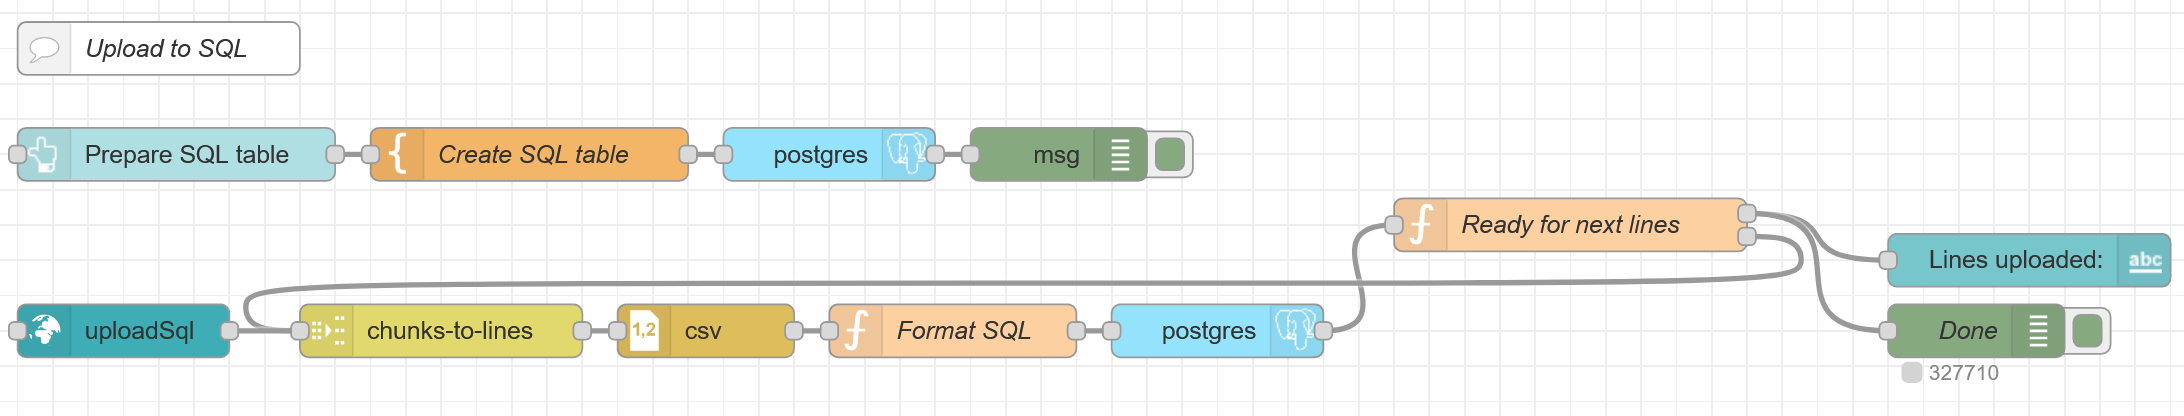 Upload to SQL
Prepare SQL table
Create SQL table
postgres
msg
Ready for next lines
Lines uploaded:
abc
uploadSql
chunks-to-lines
1,2
csv
Format SQL
postgres
Done
327710